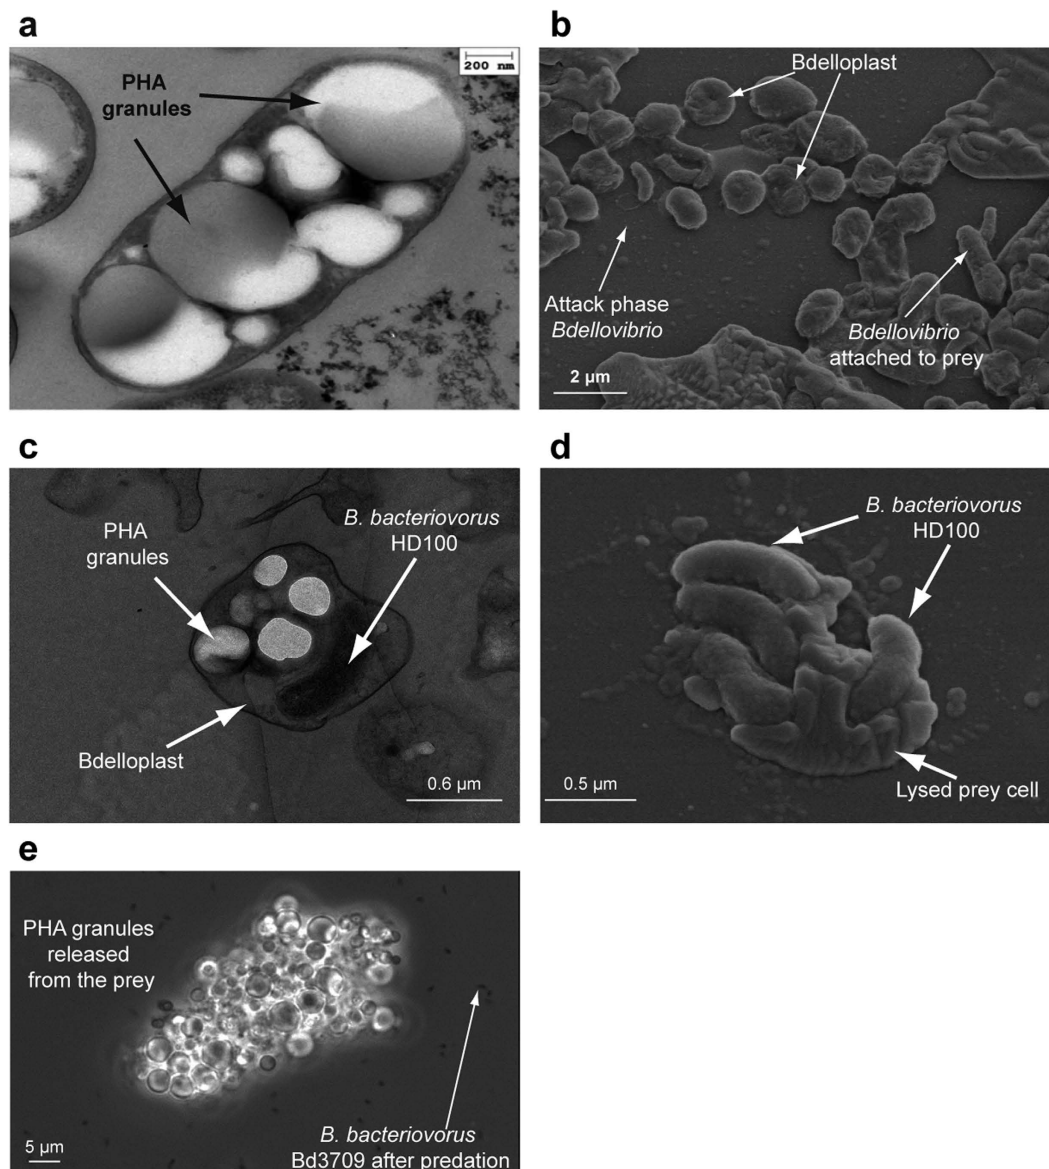 a
PHA
granules
200 nm
b
Bdelloplast
Attack phase
Bdellovibrio
Bdellovibrio
attached to prey
2 µm
c
PHA
granules
B. bacteriovorus
HD100
Bdelloplast
0.6 µm
d
B. bacteriovorus
HD100
Lysed prey cell
0.5 µm
e
PHA granules
released
from the prey
B. bacteriovorus
Bd3709 after predation
5 µm